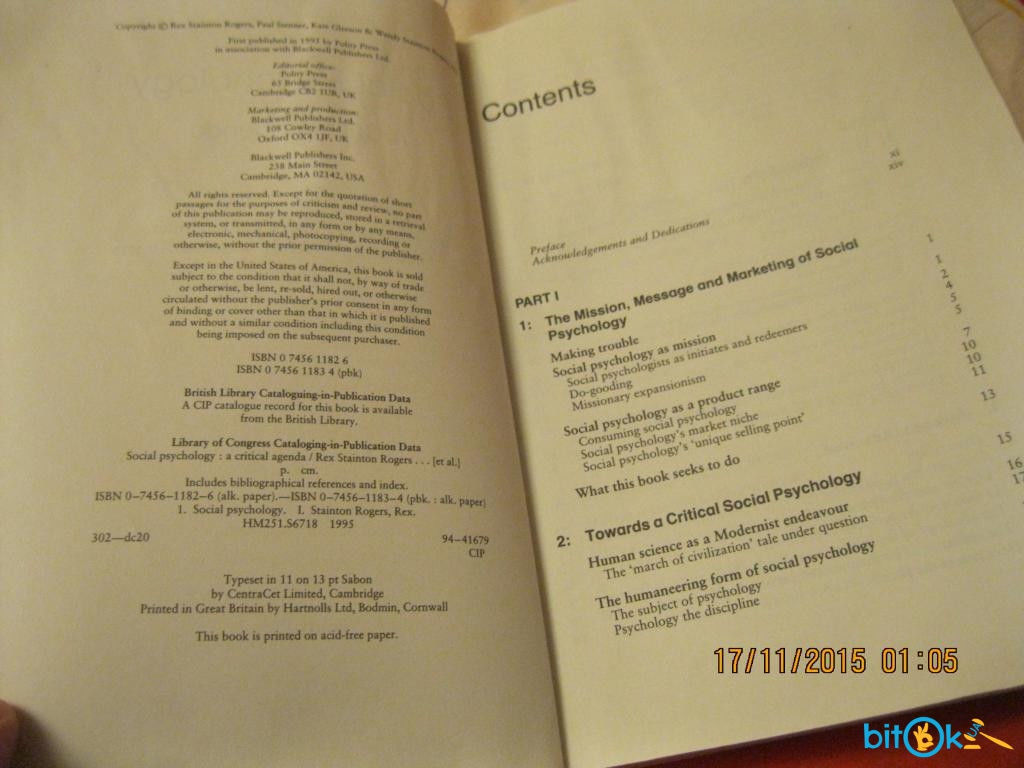 Copyright © Rex Stainton Rogers, Paul Stenner, Kate Gleeson & Wendy Stainton Rogers
First published in 1995 by Polity Press
in association with Blackwell Publishers Ltd.
Editorial office:
Polity Press
65 Bridge Street
Cambridge CB2 1UR, UK
Marketing and production:
Blackwell Publishers Ltd.
108 Cowley Road
Oxford OX4 1JF, UK
Blackwell Publishers Inc.
238 Main Street
Cambridge, MA 02142, USA
All rights reserved. Except for the quotation of short
passages for the purposes of criticism and review, no part
of this publication may be reproduced, stored in a retrieval
system, or transmitted, in any form or by any means,
electronic, mechanical, photocopying, recording or
otherwise, without the prior permission of the publisher.
Except in the United States of America, this book is sold
subject to the condition that it shall not, by way of trade
or otherwise, be lent, re-sold, hired out, or otherwise
circulated without the publisher's prior consent in any form
of binding or cover other than that in which it is published
and without a similar condition including this condition
being imposed on the subsequent purchaser.
ISBN 0 7456 1182 6
ISBN 0 7456 1183 4 (pbk)
British Library Cataloguing-in-Publication Data
A CIP catalogue record for this book is available
from the British Library.
Library of Congress Cataloging-in-Publication Data
Social psychology : a critical agenda / Rex Stainton Rogers . . . [et al.]
p. cm.
Includes bibliographical references and index.
ISBN 0–7456–1182–6 (alk. paper).—ISBN 0–7456–1183–4 (pbk. : alk. paper)
1. Social psychology. I. Stainton Rogers, Rex.
HM251.S6718 1995
302—dc20 94–41679
CIP
Typeset in 11 on 13 pt Sabon
by CentraCet Limited, Cambridge
Printed in Great Britain by Hartnolls Ltd, Bodmin, Cornwall
This book is printed on acid-free paper.
Contents
Preface xi
Acknowledgements and Dedications xiv
PART I
1: The Mission, Message and Marketing of Social
Psychology 1
Making trouble 1
Social psychology as mission 2
Social psychologists as initiates and redeemers 4
Do-gooding 5
Missionary expansionism 5
Social psychology as a product range 7
Consuming social psychology 10
Social psychology's market niche 10
Social psychology's 'unique selling point' 11
What this book seeks to do 13
2: Towards a Critical Social Psychology 15
Human science as a Modernist endeavour 16
The 'march of civilization' tale under question 17
The humaneering form of social psychology
The subject of psychology
Psychology the discipline
17/11/2015 01:05
bitOk UA